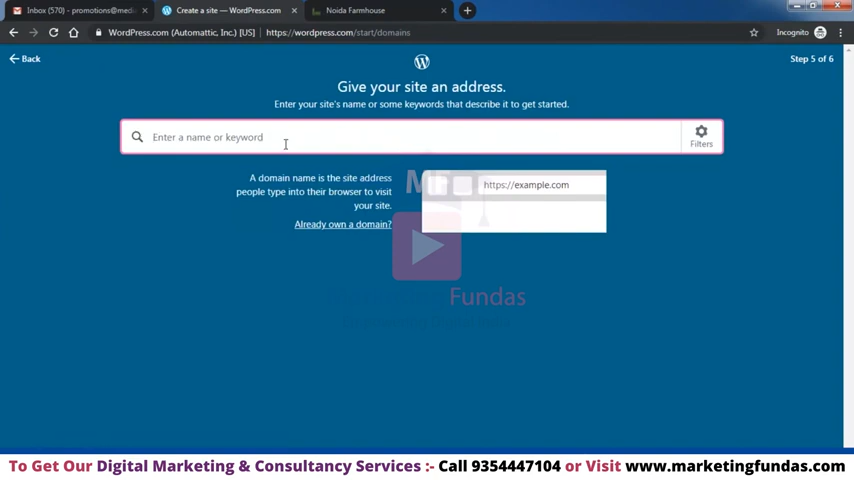 Inbox (570) - promotions@medi
Create a site — WordPress.com
Noida Farmhouse
WordPress.com (Automattic, Inc.) [US]
https://wordpress.com/start/domains
Incognito
Back
Step 5 of 6
Give your site an address.
Enter your site's name or some keywords that describe it to get started.
Enter a name or keyword
Filters
A domain name is the site address
people type into their browser to visit
your site.
Already own a domain?
https://example.com
Fundas
To Get Our Digital Marketing & Consultancy Services :- Call 9354447104 or Visit www.marketingfundas.com